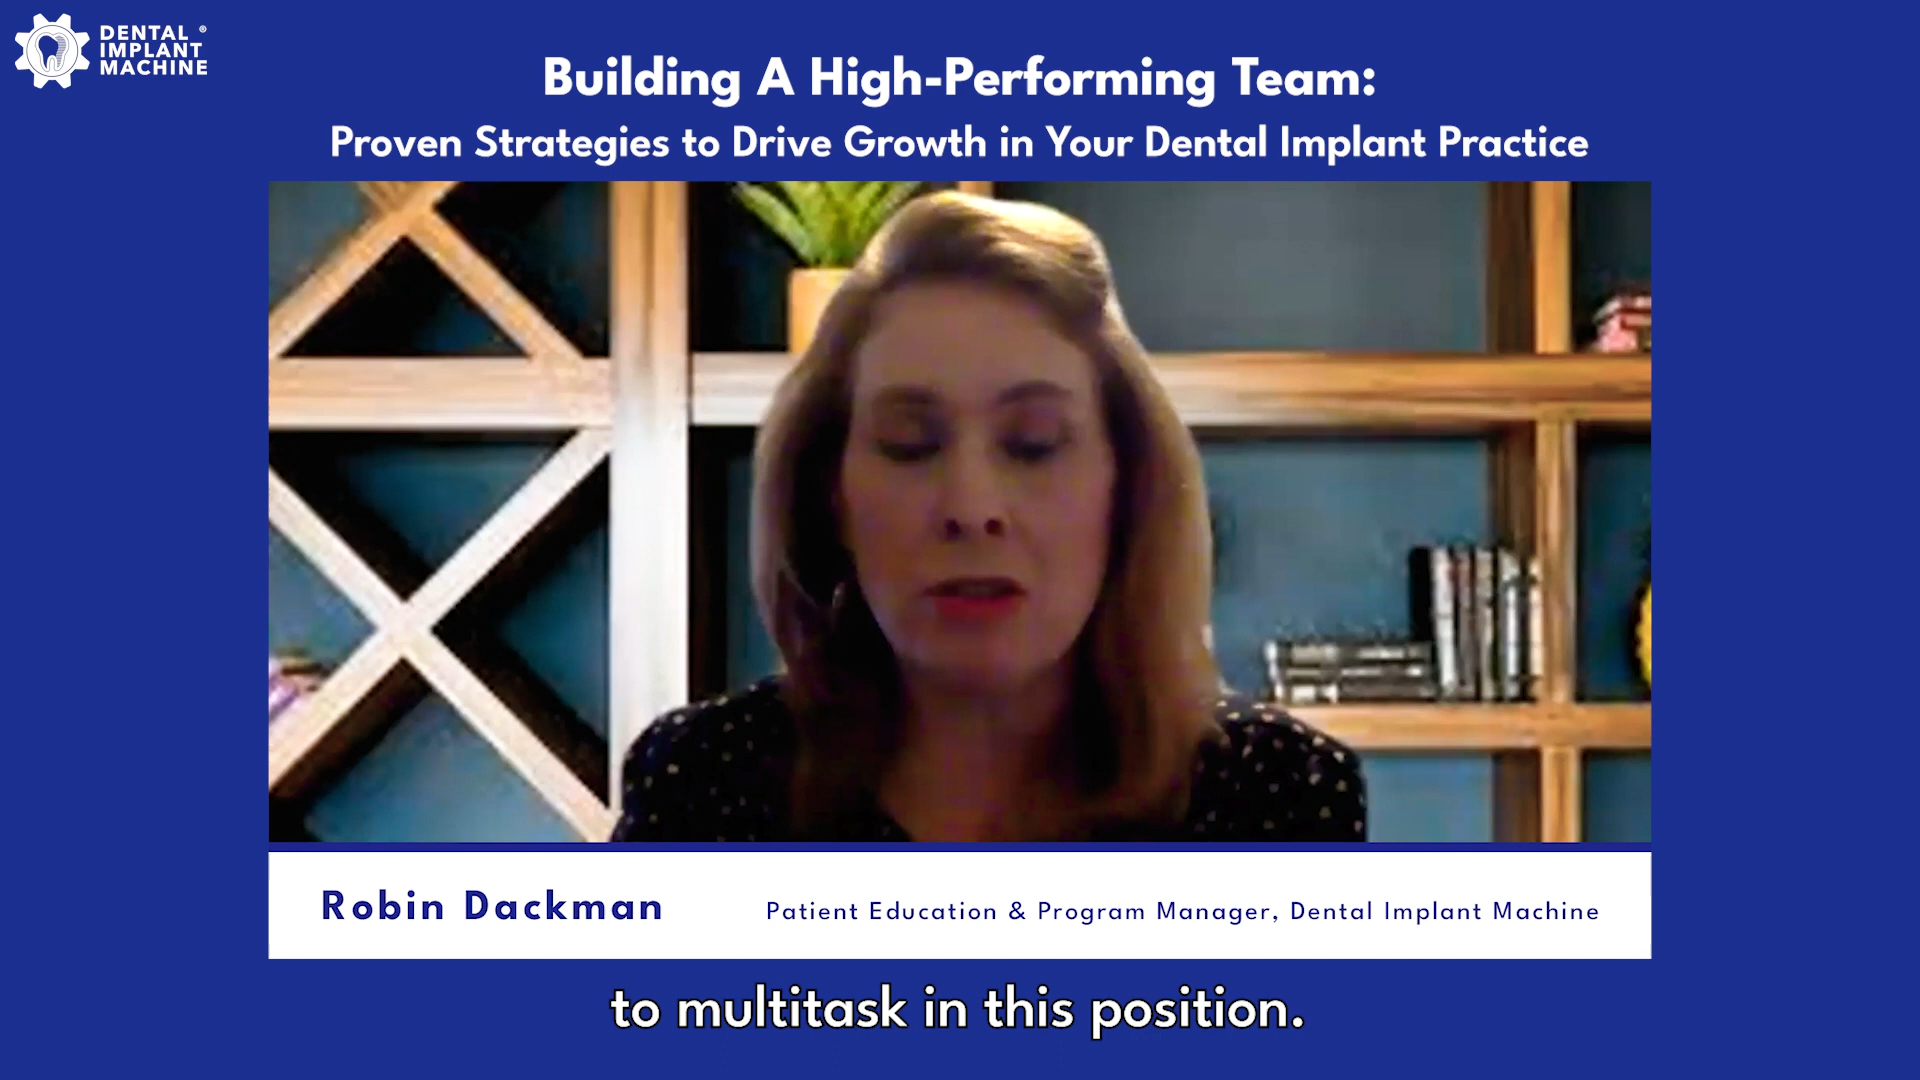 DENTAL ®
IMPLANT
MACHINE
Building A High-Performing Team:
Proven Strategies to Drive Growth in Your Dental Implant Practice
Robin Dackman
Patient Education & Program Manager, Dental Implant Machine
to multitask in this position.